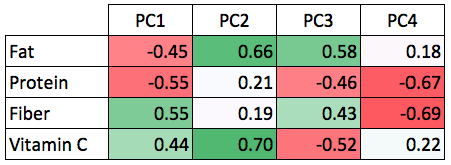 PC1 PC2 PC3 PC4
Fat -0.45 0.66 0.58 0.18
Protein -0.55 0.21 -0.46 -0.67
Fiber 0.55 0.19 0.43 -0.69
Vitamin C 0.44 0.70 -0.52 0.22